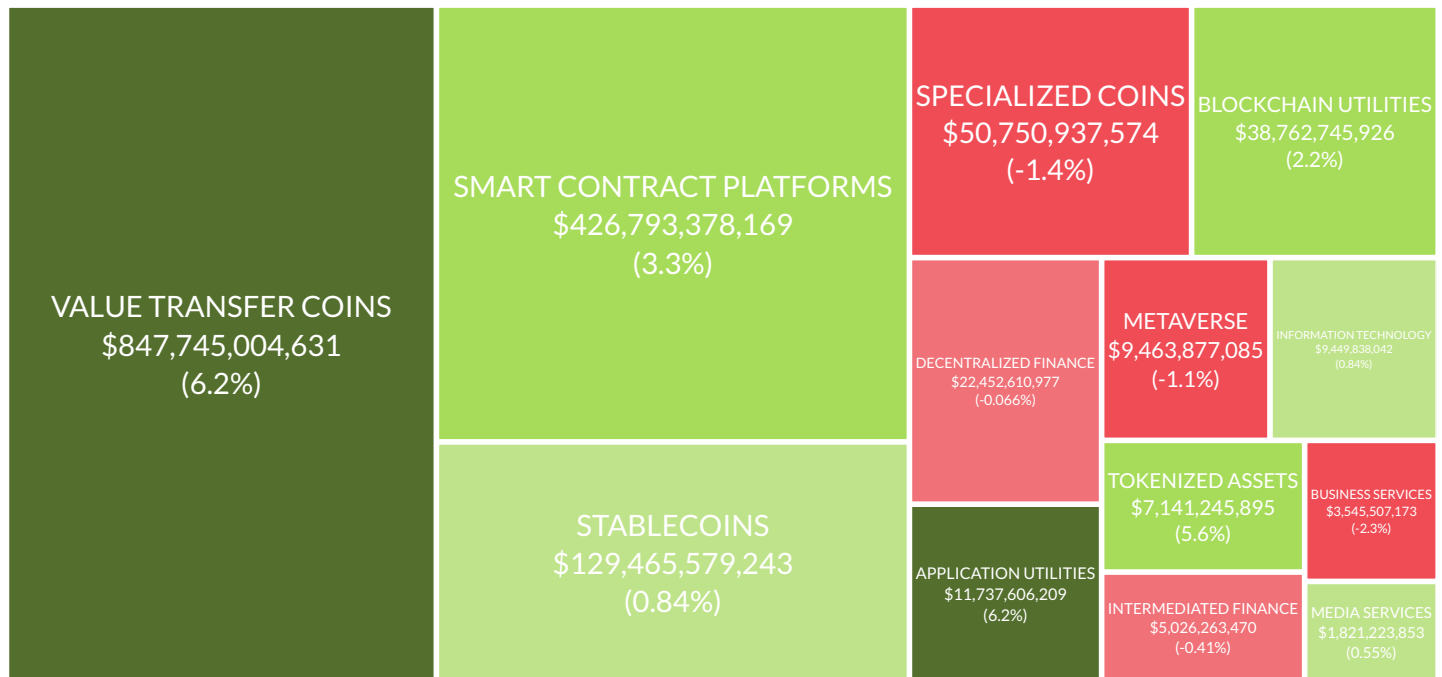 VALUE TRANSFER COINS
$847,745,004,631
(6.2%)
SMART CONTRACT PLATFORMS
$426,793,378,169
(3.3%)
STABLECOINS
$129,465,579,243
(0.84%)
SPECIALIZED COINS
$50,750,937,574
(-1.4%)
BLOCKCHAIN UTILITIES
$38,762,745,926
(2.2%)
DECENTRALIZED FINANCE
$22,452,610,977
(-0.066%)
APPLICATION UTILITIES
$11,737,606,209
(6.2%)
METAVERSE
$9,463,877,085
(-1.1%)
INFORMATION TECHNOLOGY
$9,449,838,042
(0.84%)
TOKENIZED ASSETS
$7,141,245,895
(5.6%)
INTERMEDIATED FINANCE
$5,026,263,470
(-0.41%)
BUSINESS SERVICES
$3,545,507,173
(-2.3%)
MEDIA SERVICES
$1,821,223,853
(0.55%)